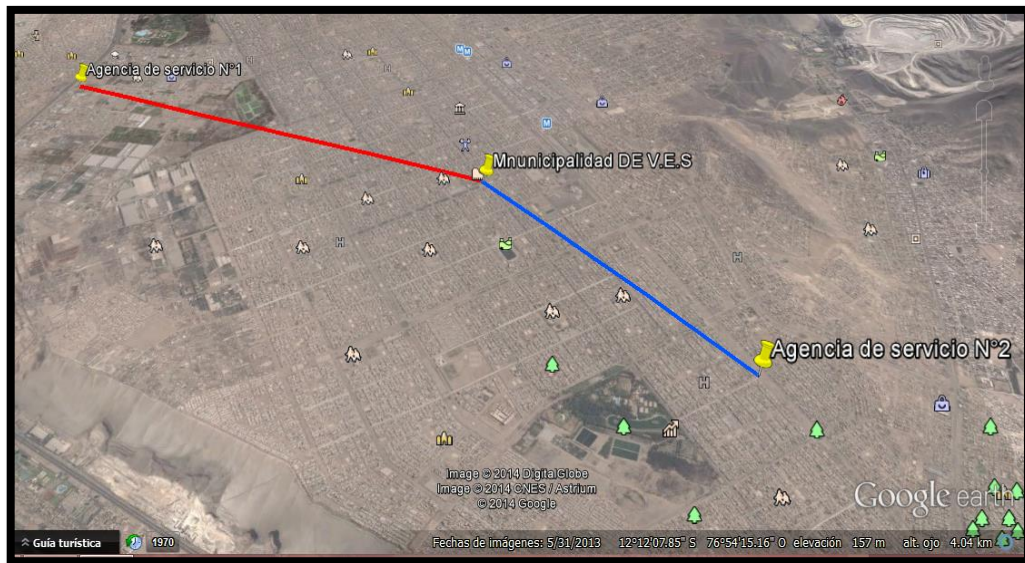 Agencia de servicio N°1
Mnunicipalidad DE V.E.S
Agencia de servicio N°2
Image © 2014 DigitalGlobe
Image © 2014 CNES / Astrium
© 2014 Google
Google earth
Guía turística
1970
Fechas de imágenes: 5/31/2013 12°12'07.85" S 76°54'15.16" O elevación 157 m alt. ojo 4.04 km